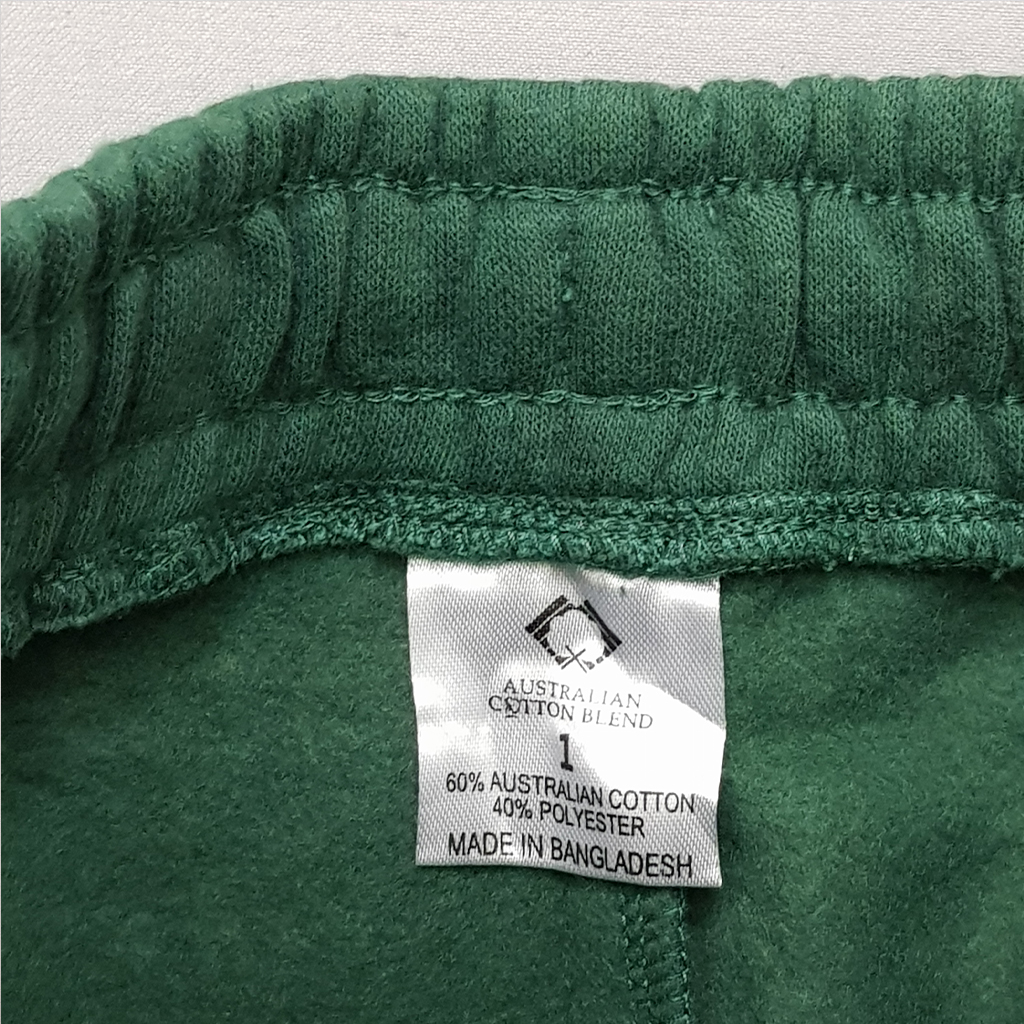 AUSTRALIAN
COTTON BLEND
1
60% AUSTRALIAN COTTON
40% POLYESTER
MADE IN BANGLADESH